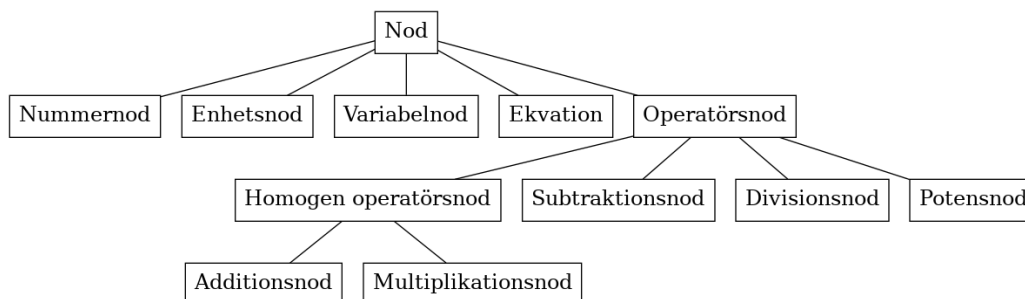 Nod
Nummernod
Enhetsnod
Variabelnod
Ekvation
Operatörsnod
Homogen operatörsnod
Subtraktionsnod
Divisionsnod
Potensnod
Additionsnod
Multiplikationsnod